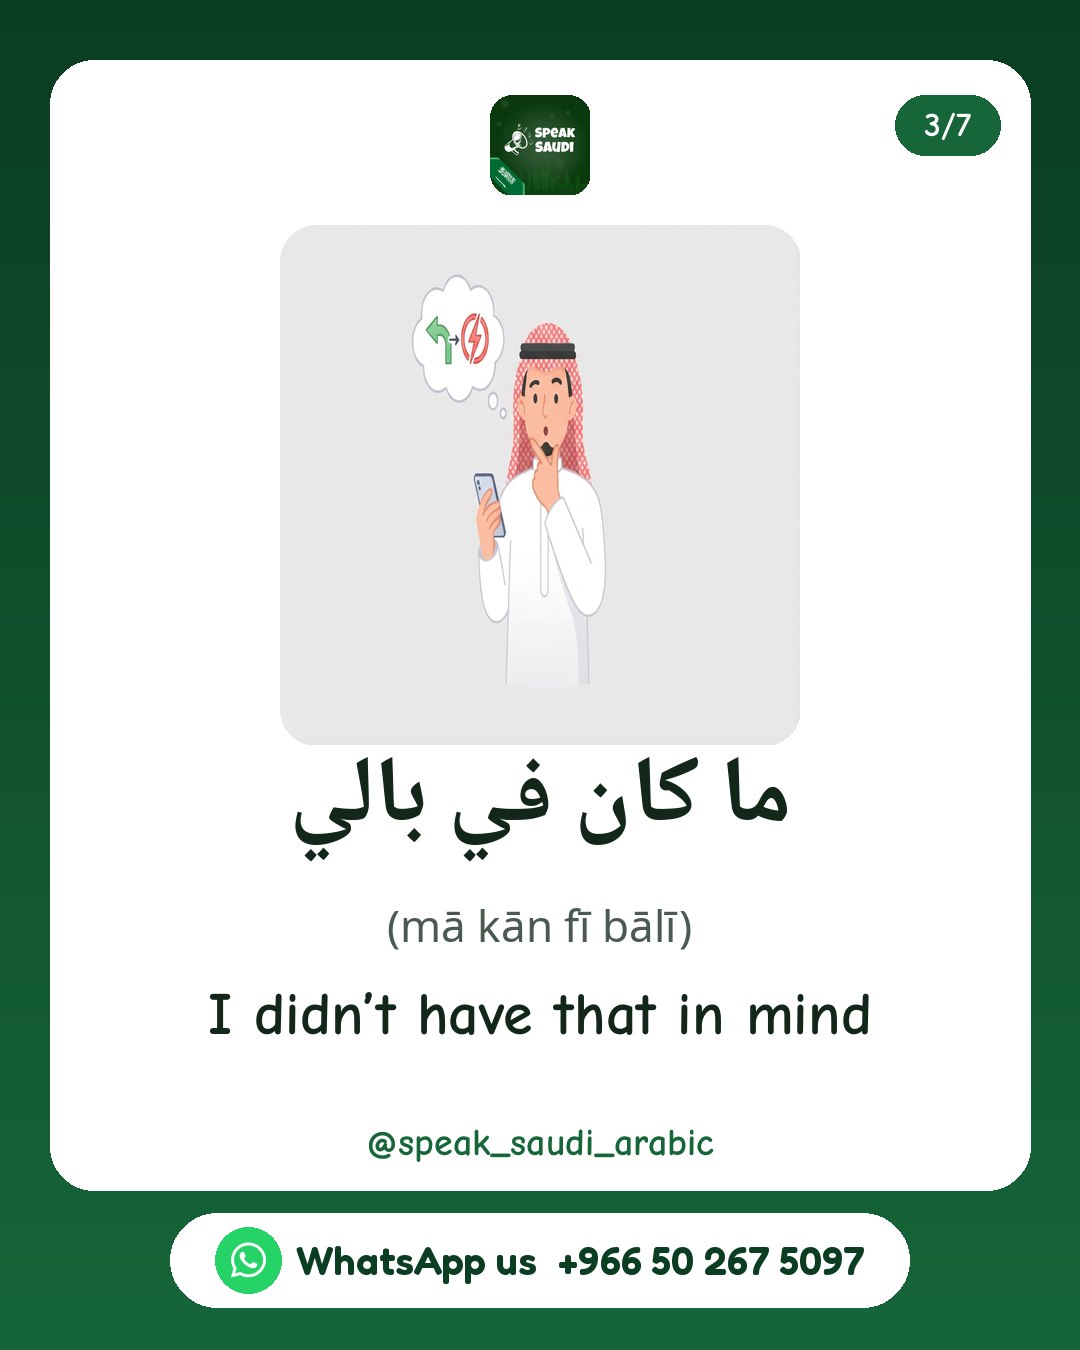 SPEAK
SAUDI
3/7
ما كان في بالي
(mā kān fī bālī)
I didn't have that in mind
@speak_saudi_arabic
WhatsApp us +966 50 267 5097